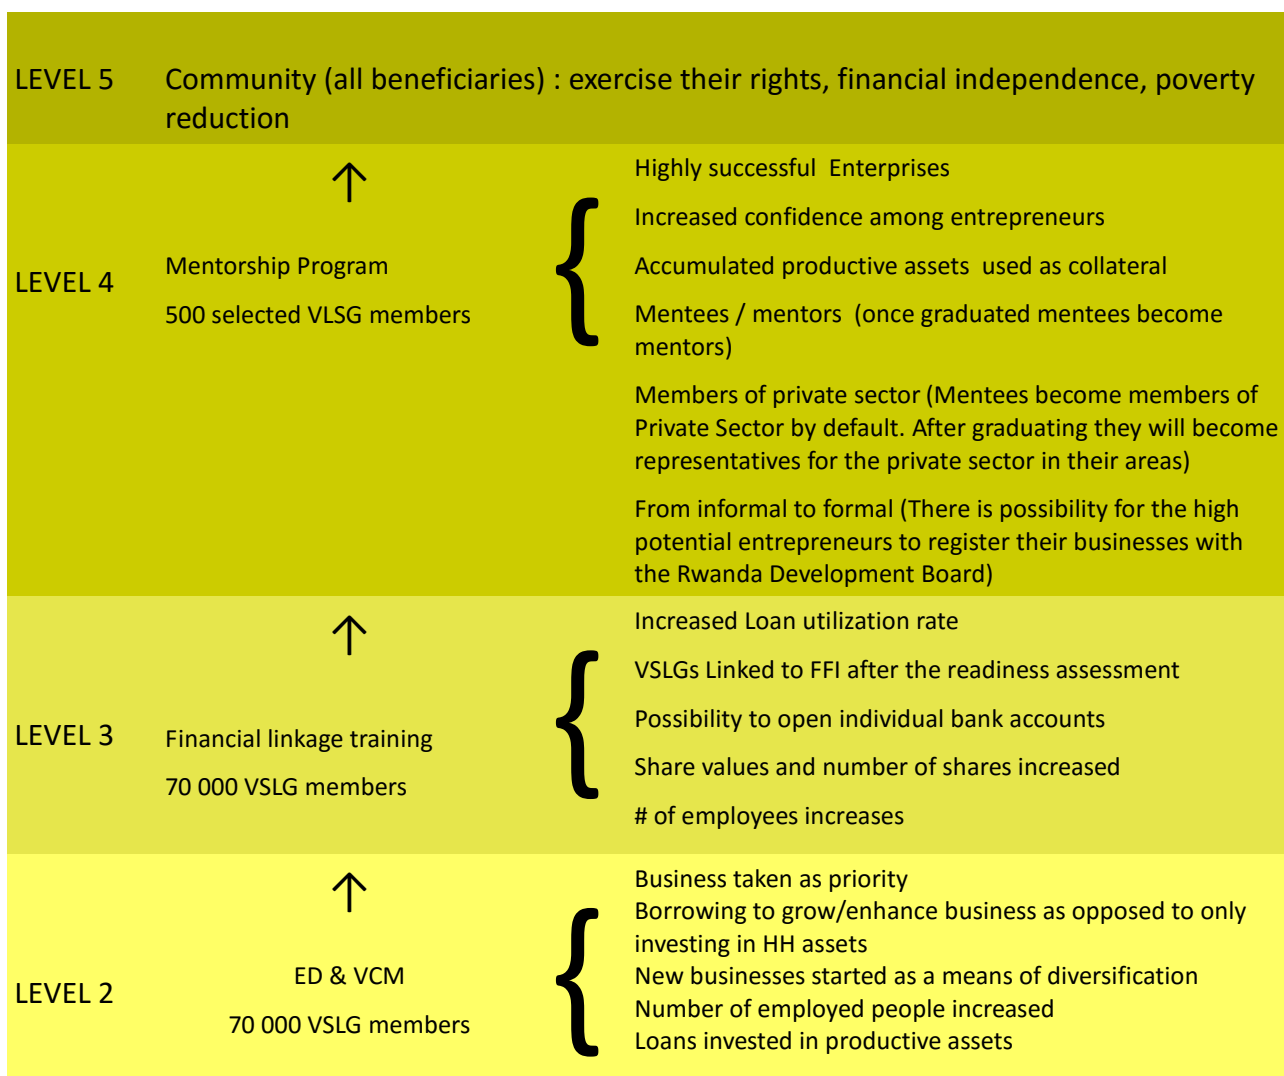 LEVEL 5
Community (all beneficiaries) : exercise their rights, financial independence, poverty
reduction
↑
LEVEL 4
Mentorship Program
500 selected VLSG members
{
Highly successful  Enterprises
Increased confidence among entrepreneurs
Accumulated productive assets  used as collateral
Mentees / mentors  (once graduated mentees become
mentors)
Members of private sector (Mentees become members of
Private Sector by default. After graduating they will become
representatives for the private sector in their areas)
From informal to formal (There is possibility for the high
potential entrepreneurs to register their businesses with
the Rwanda Development Board)
↑
LEVEL 3
Financial linkage training
70 000 VSLG members
{
Increased Loan utilization rate
VSLGs Linked to FFI after the readiness assessment
Possibility to open individual bank accounts
Share values and number of shares increased
# of employees increases
↑
LEVEL 2
ED & VCM
70 000 VSLG members
{
Business taken as priority
Borrowing to grow/enhance business as opposed to only
investing in HH assets
New businesses started as a means of diversification
Number of employed people increased
Loans invested in productive assets